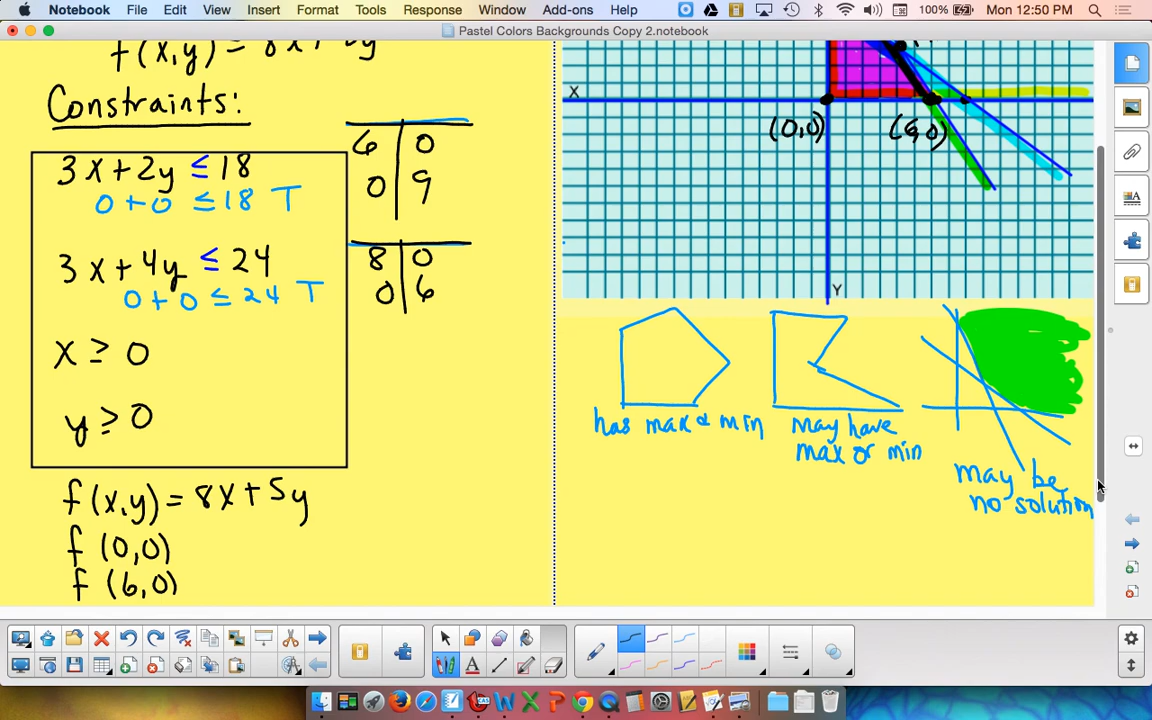 Notebook File Edit View Insert Format Tools Response Window Add-ons Help 100% Mon 12:50 PM
Pastel Colors Backgrounds Copy 2.notebook
Constraints:
3x+2y ≤ 18
0+0 ≤ 18 T
3x+4y ≤ 24
0+0 ≤ 24 T
x ≥ 0
y ≥ 0
f(x,y) = 8x+5y
f (0,0)
f (6,0)
6 0
0 9
8 0
0 6
X
(0,0) (6,0)
Y
has max & min
may have
max or min
may be
no solution